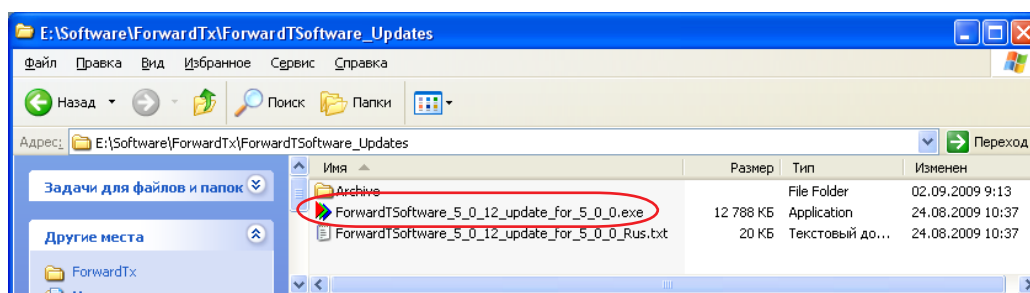 E:\Software\ForwardTx\ForwardTSoftware_Updates
Файл Правка Вид Избранное Сервис Справка
Назад Поиск Папки
Адрес: E:\Software\ForwardTx\ForwardTSoftware_Updates Переход
Имя Размер Тип Изменен
Задачи для файлов и папок
Archive File Folder 02.09.2009 9:13
ForwardTSoftware_5_0_12_update_for_5_0_0.exe 12 788 КБ Application 24.08.2009 10:37
Другие места
ForwardTSoftware_5_0_12_update_for_5_0_0_Rus.txt 20 КБ Текстовый до... 24.08.2009 10:37
ForwardTx